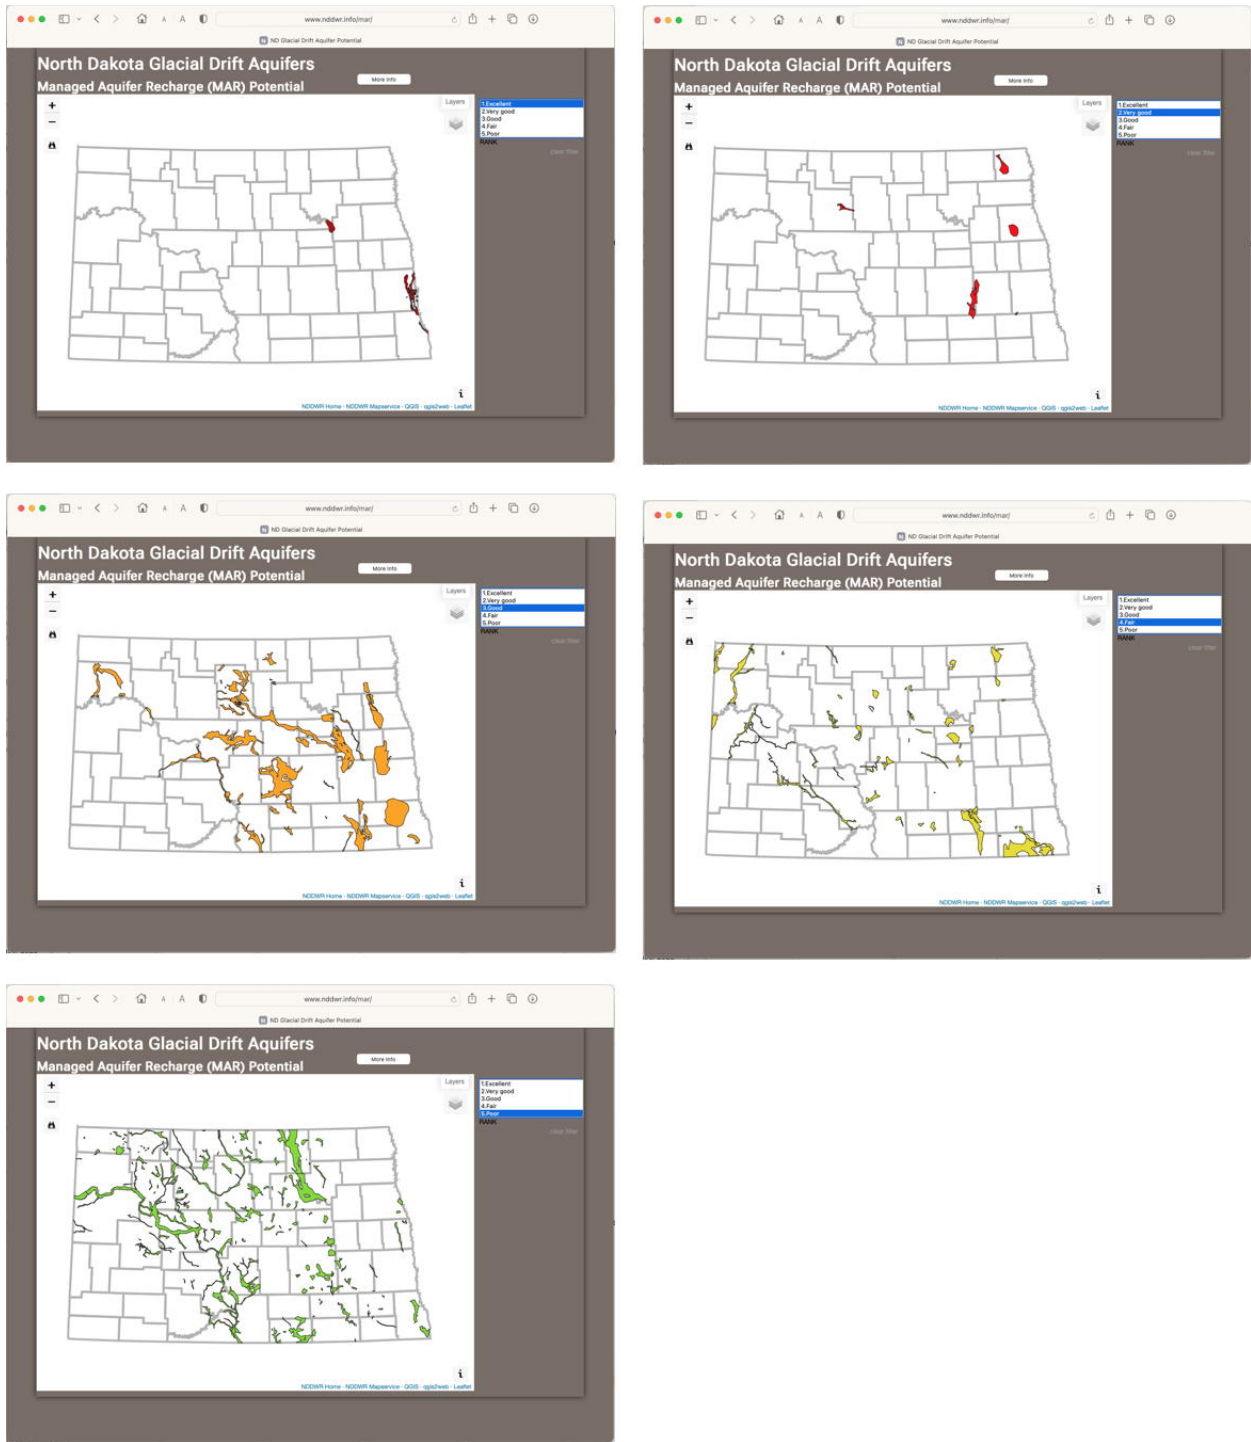 www.nddwr.info/mar/
ND Glacial Drift Aquifer Potential
North Dakota Glacial Drift Aquifers
Managed Aquifer Recharge (MAR) Potential
More Info
Layers
1.Excellent
2.Very good
3.Good
4.Fair
5.Poor
RANK
clear filter
NDDWR Home - NDDWR Mapservice - QGIS - qgis2web - Leaflet
www.nddwr.info/mar/
ND Glacial Drift Aquifer Potential
North Dakota Glacial Drift Aquifers
Managed Aquifer Recharge (MAR) Potential
More Info
Layers
1.Excellent
2.Very good
3.Good
4.Fair
5.Poor
RANK
clear filter
NDDWR Home - NDDWR Mapservice - QGIS - qgis2web - Leaflet
www.nddwr.info/mar/
ND Glacial Drift Aquifer Potential
North Dakota Glacial Drift Aquifers
Managed Aquifer Recharge (MAR) Potential
More Info
Layers
1.Excellent
2.Very good
3.Good
4.Fair
5.Poor
RANK
clear filter
NDDWR Home - NDDWR Mapservice - QGIS - qgis2web - Leaflet
www.nddwr.info/mar/
ND Glacial Drift Aquifer Potential
North Dakota Glacial Drift Aquifers
Managed Aquifer Recharge (MAR) Potential
More Info
Layers
1.Excellent
2.Very good
3.Good
4.Fair
5.Poor
RANK
clear filter
NDDWR Home - NDDWR Mapservice - QGIS - qgis2web - Leaflet
www.nddwr.info/mar/
ND Glacial Drift Aquifer Potential
North Dakota Glacial Drift Aquifers
Managed Aquifer Recharge (MAR) Potential
More Info
Layers
1.Excellent
2.Very good
3.Good
4.Fair
5.Poor
RANK
clear filter
NDDWR Home - NDDWR Mapservice - QGIS - qgis2web - Leaflet